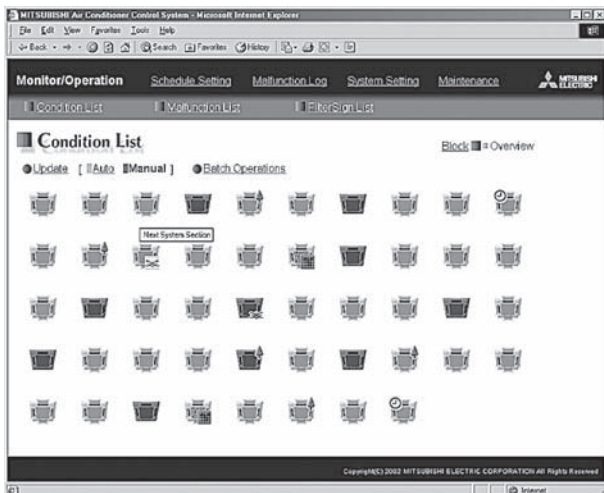 MITSUBISHI Air Conditioner Control System - Microsoft Internet Explorer
File Edit View Favorites Tools Help
Back Search Favorites History
Monitor/Operation Schedule Setting Malfunction Log System Setting Maintenance MITSUBISHI ELECTRIC
Condition List Malfunction List FilterSign List
Condition List
Block Overview
Update [ Auto Manual ] Batch Operations
Next System Section
Copyright(C) 2002 MITSUBISHI ELECTRIC CORPORATION All Rights Reserved
Internet